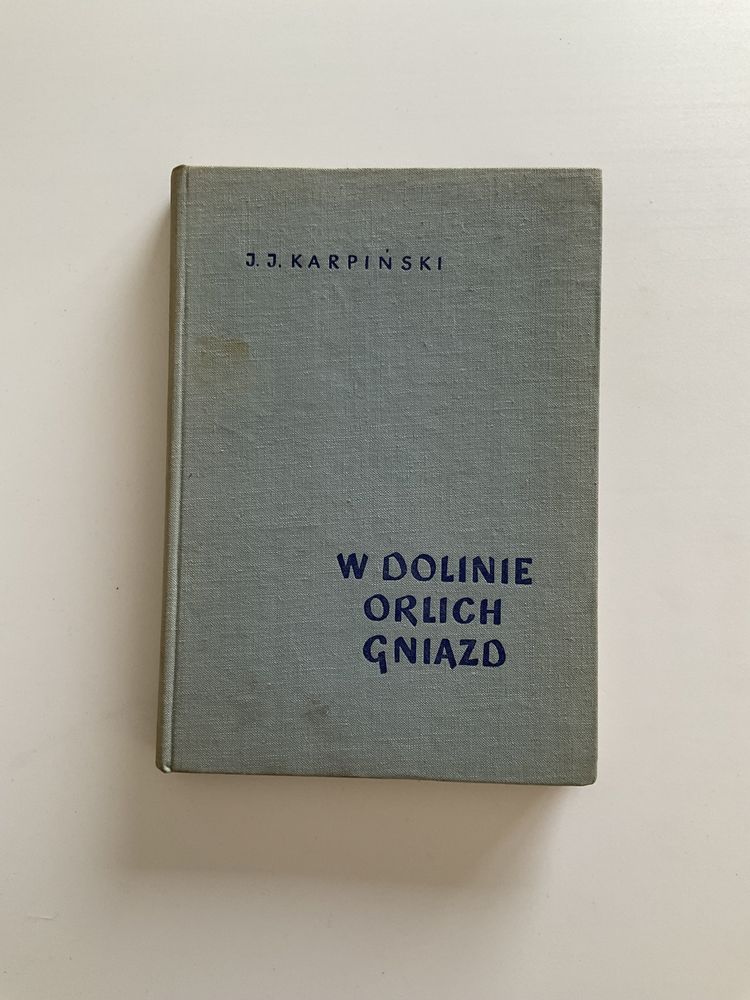 J. J. KARPIŃSKI
W DOLINIE
ORLICH
GNIAZD